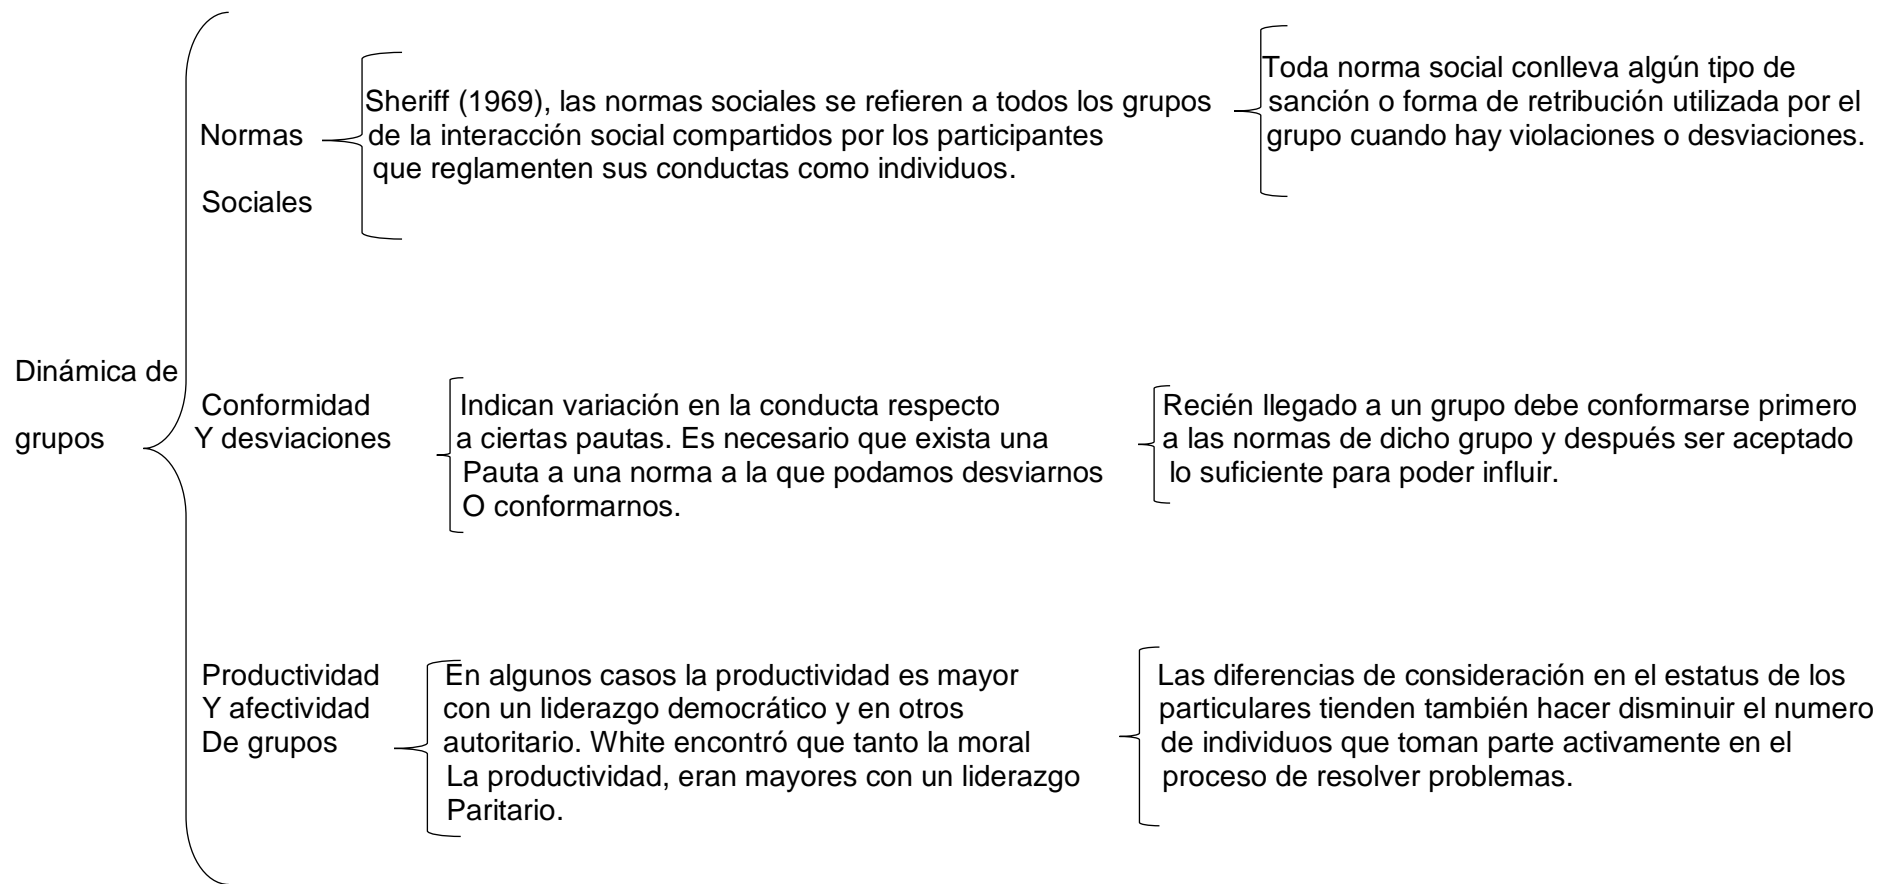 Dinámica de
grupos
Normas
Sociales
Sheriff (1969), las normas sociales se refieren a todos los grupos
de la interacción social compartidos por los participantes
que reglamenten sus conductas como individuos.
Toda norma social conlleva algún tipo de
sanción o forma de retribución utilizada por el
grupo cuando hay violaciones o desviaciones.
Conformidad
Y desviaciones
Indican variación en la conducta respecto
a ciertas pautas. Es necesario que exista una
Pauta a una norma a la que podamos desviarnos
O conformarnos.
Recién llegado a un grupo debe conformarse primero
a las normas de dicho grupo y después ser aceptado
lo suficiente para poder influir.
Productividad
Y afectividad
De grupos
En algunos casos la productividad es mayor
con un liderazgo democrático y en otros
autoritario. White encontró que tanto la moral
La productividad, eran mayores con un liderazgo
Paritario.
Las diferencias de consideración en el estatus de los
particulares tienden también hacer disminuir el numero
de individuos que toman parte activamente en el
proceso de resolver problemas.